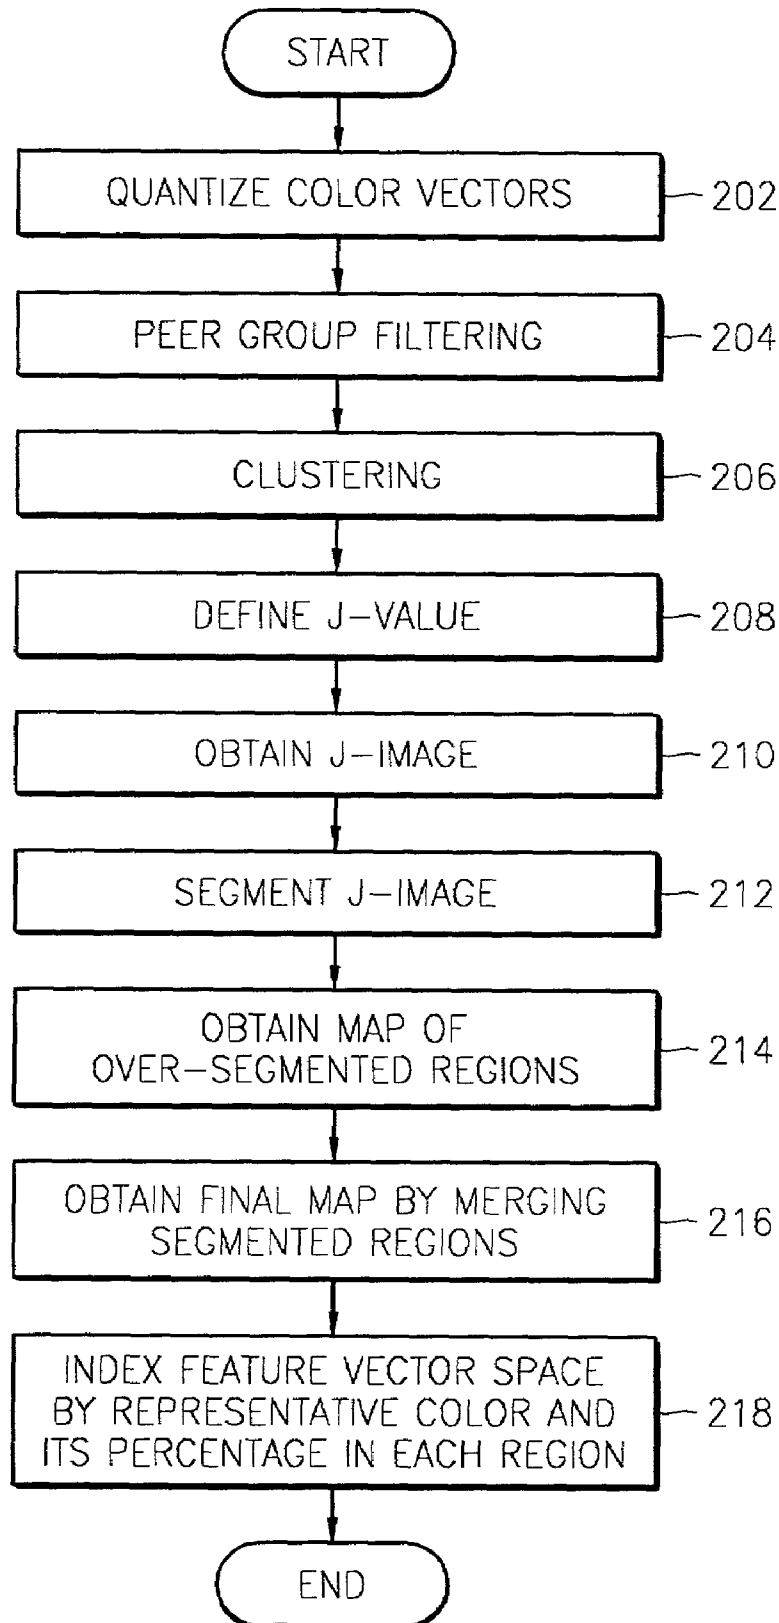 START
QUANTIZE COLOR VECTORS
202
PEER GROUP FILTERING
204
CLUSTERING
206
DEFINE J-VALUE
208
OBTAIN J-IMAGE
210
SEGMENT J-IMAGE
212
OBTAIN MAP OF
OVER-SEGMENTED REGIONS
214
OBTAIN FINAL MAP BY MERGING
SEGMENTED REGIONS
216
INDEX FEATURE VECTOR SPACE
BY REPRESENTATIVE COLOR AND
ITS PERCENTAGE IN EACH REGION
218
END